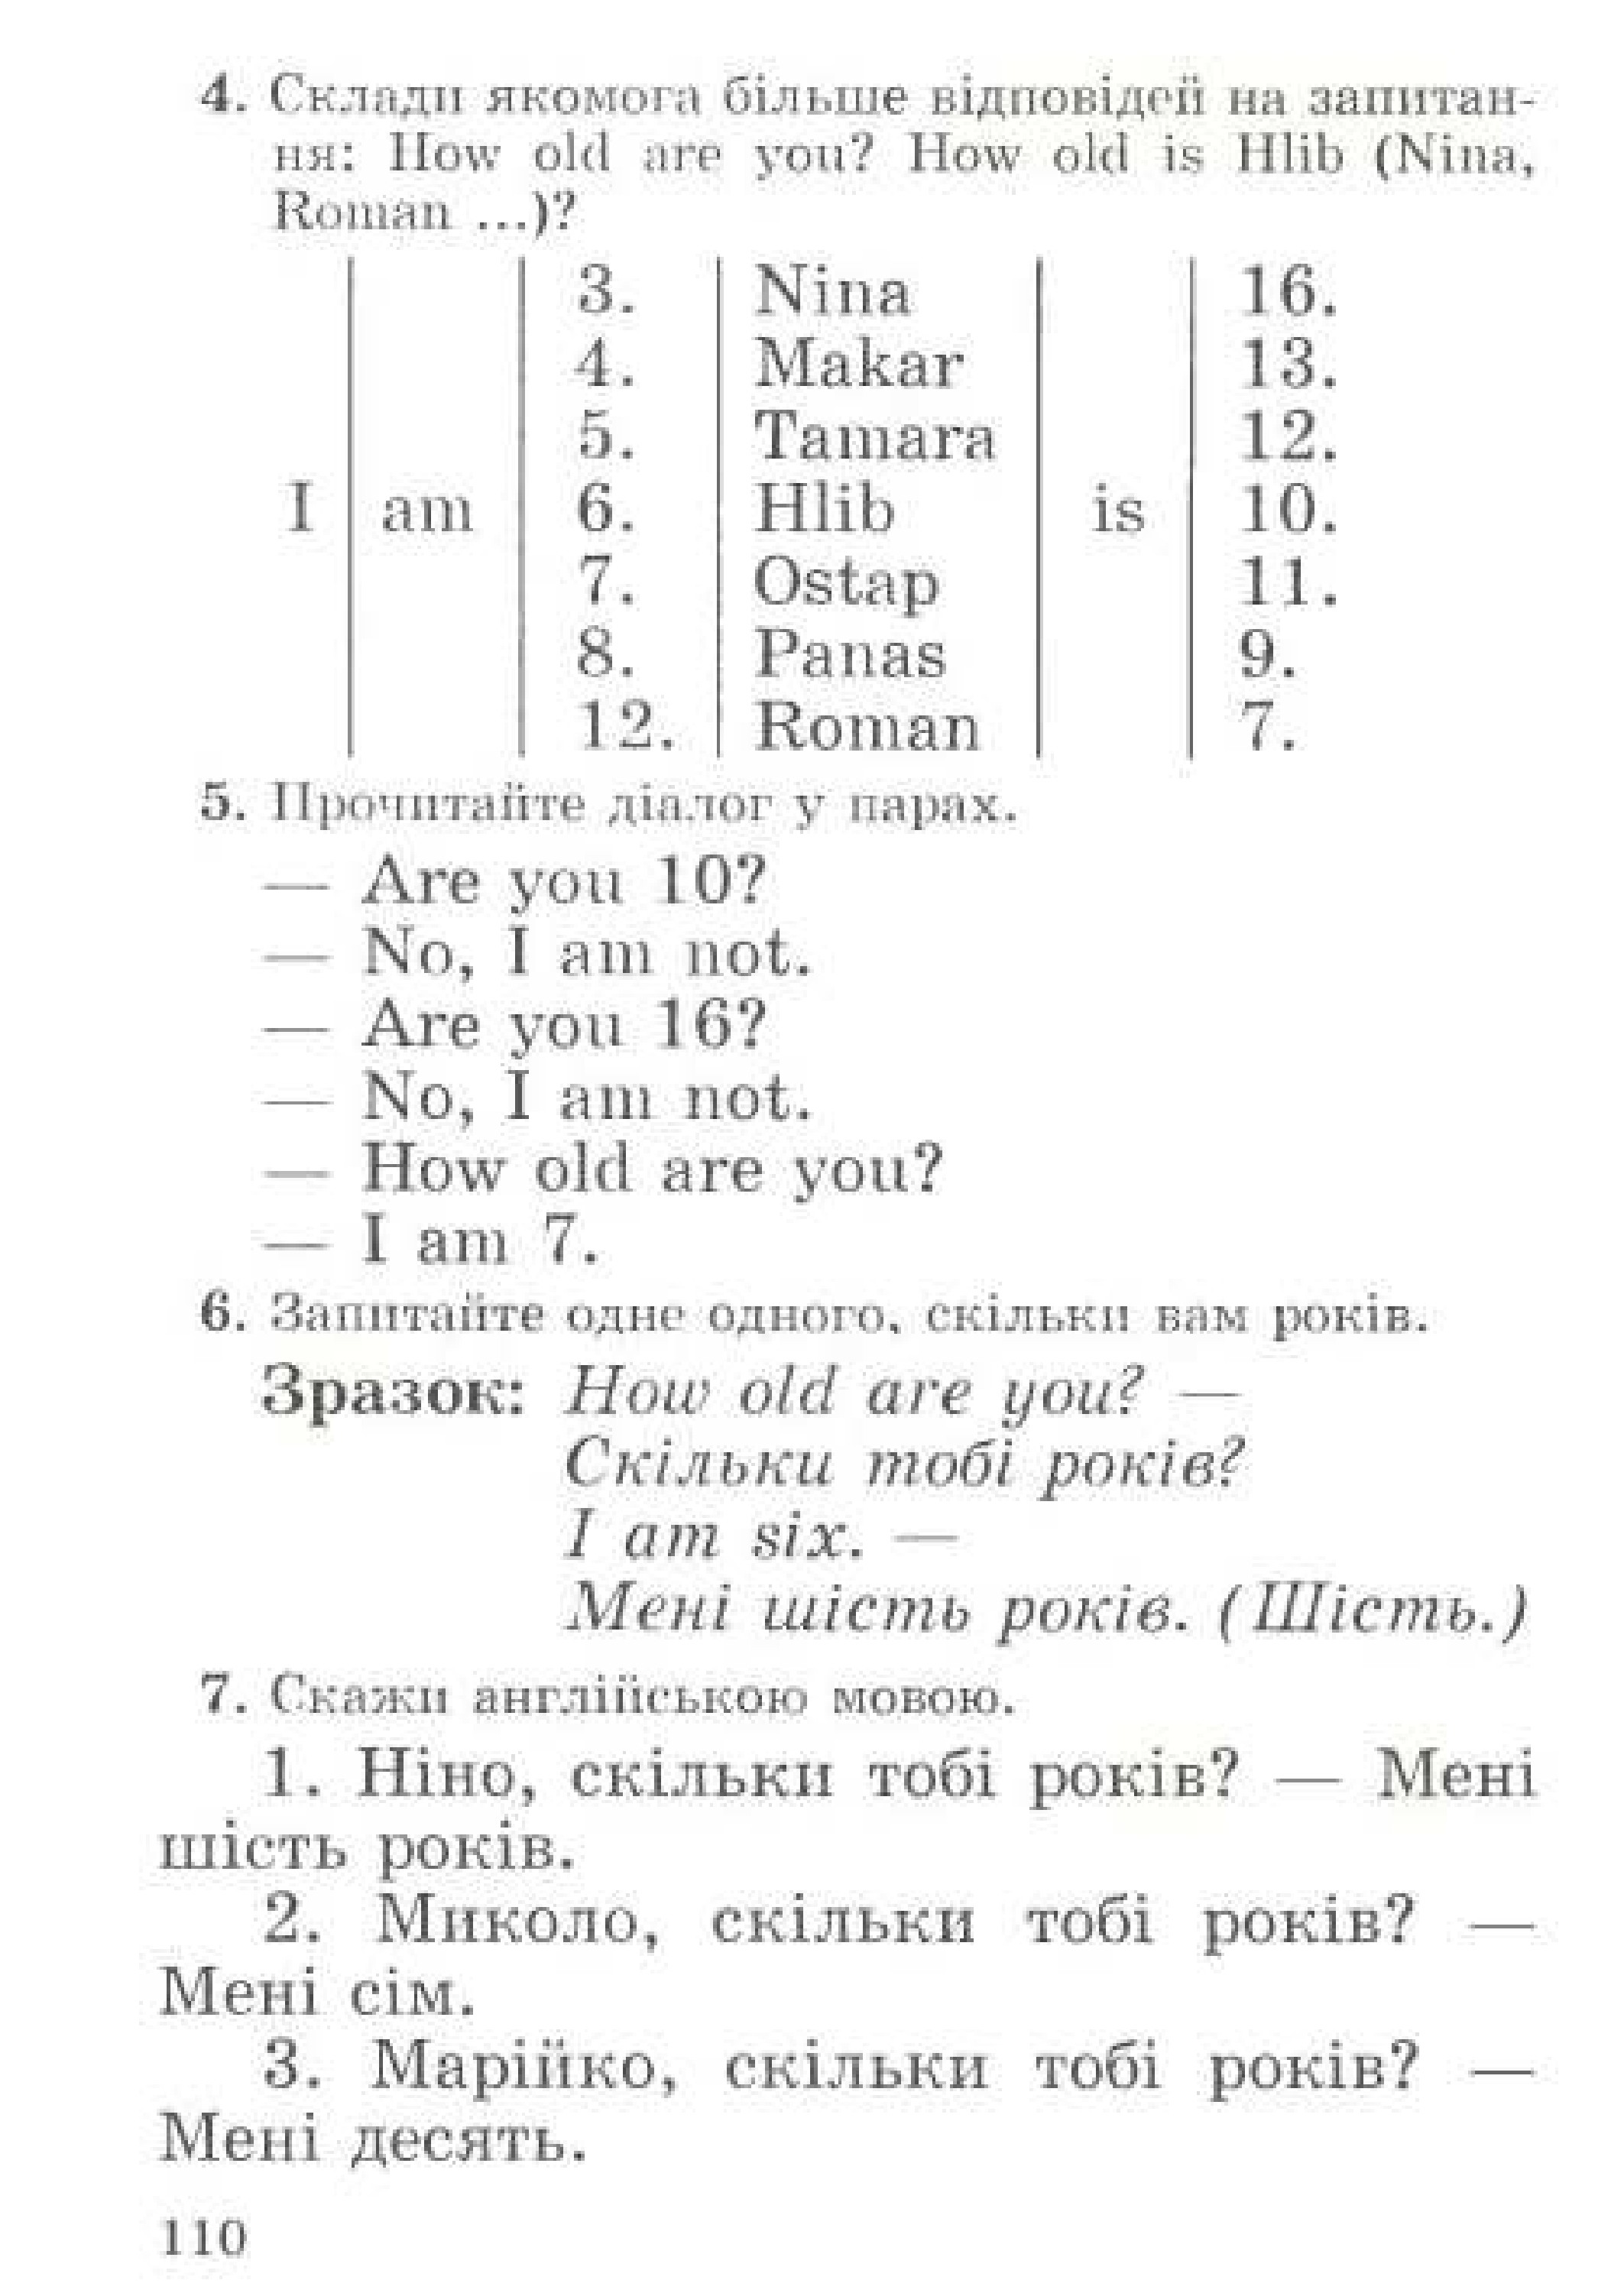 4. Склади якомога більше відповідей на запитан-
ня: How old are you? How old is Hlib (Nina,
Roman ...)?
3. Nina 16.
4. Makar 13.
5. Tamara 12.
I am 6. Hlib is 10.
7. Ostap 11.
8. Panas 9.
12. Roman 7.
5. Прочитайте діалог у парах.
— Are you 10?
— No, I am not.
— Are you 16?
— No, I am not.
— How old are you?
— I am 7.
6. Запитайте одне одного, скільки вам років.
Зразок: How old are you? —
Скільки тобі років?
I am six. —
Мені шість років. (Шість.)
7. Скажи англійською мовою.
1. Ніно, скільки тобі років? — Мені
шість років.
2. Миколо, скільки тобі років? —
Мені сім.
3. Марійко, скільки тобі років? —
Мені десять.
110